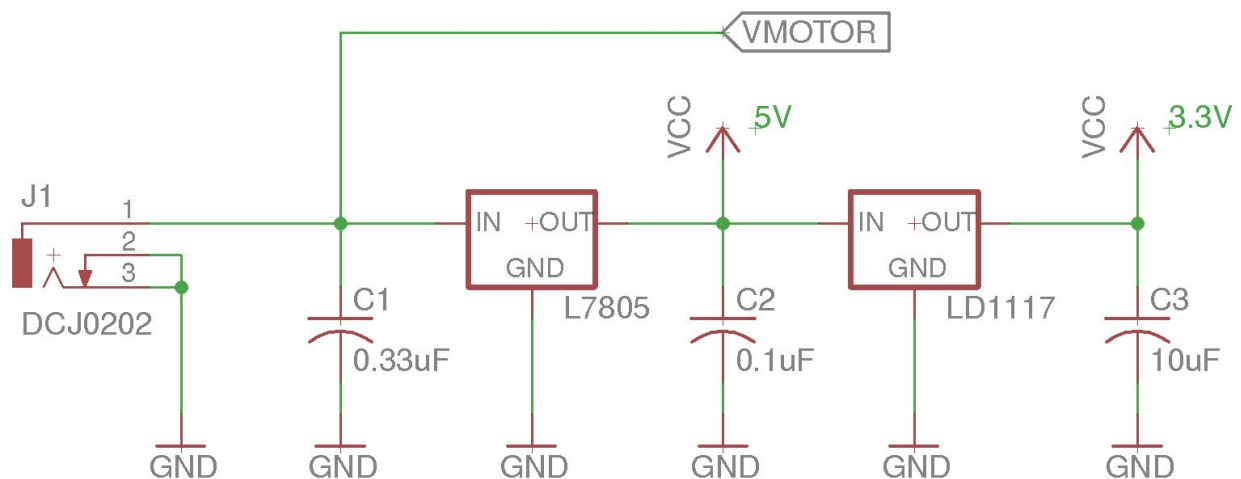 VMOTOR
VCC
5V
VCC
3.3V
J1
1
2
3
DCJ0202
IN
+OUT
GND
L7805
IN
+OUT
GND
LD1117
C1
0.33uF
C2
0.1uF
C3
10uF
GND
GND
GND
GND
GND
GND